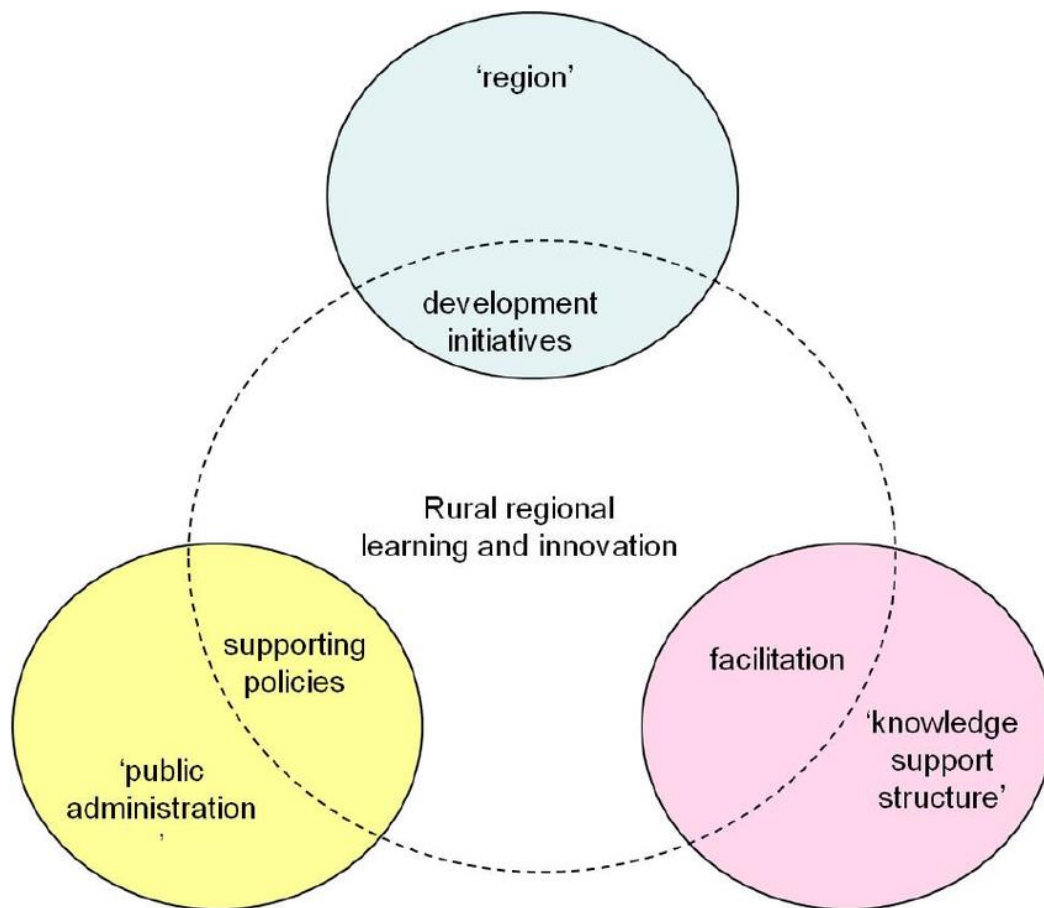 ‘region’
development
initiatives
Rural regional
learning and innovation
supporting
policies
‘public
administration
’
facilitation
‘knowledge
support
structure’